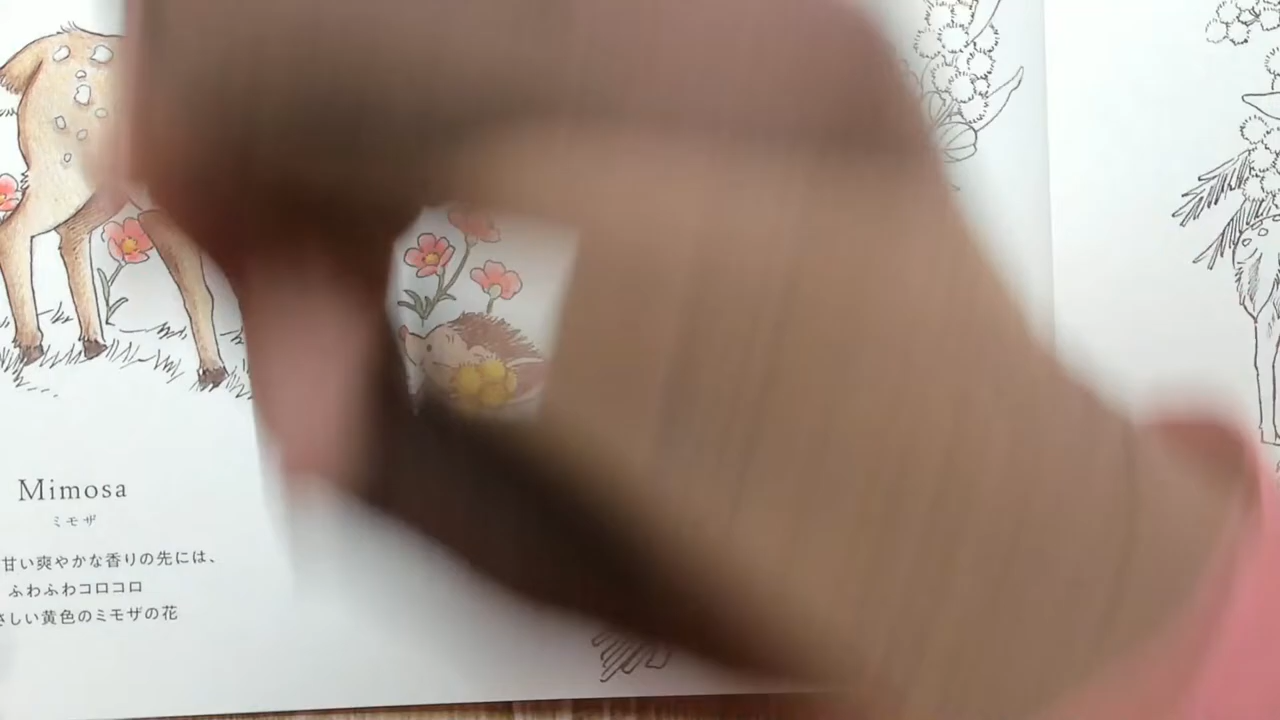 Mimosa
ミモザ
甘い爽やかな香りの先には、
ふわふわコロコロ
さしい黄色のミモザの花